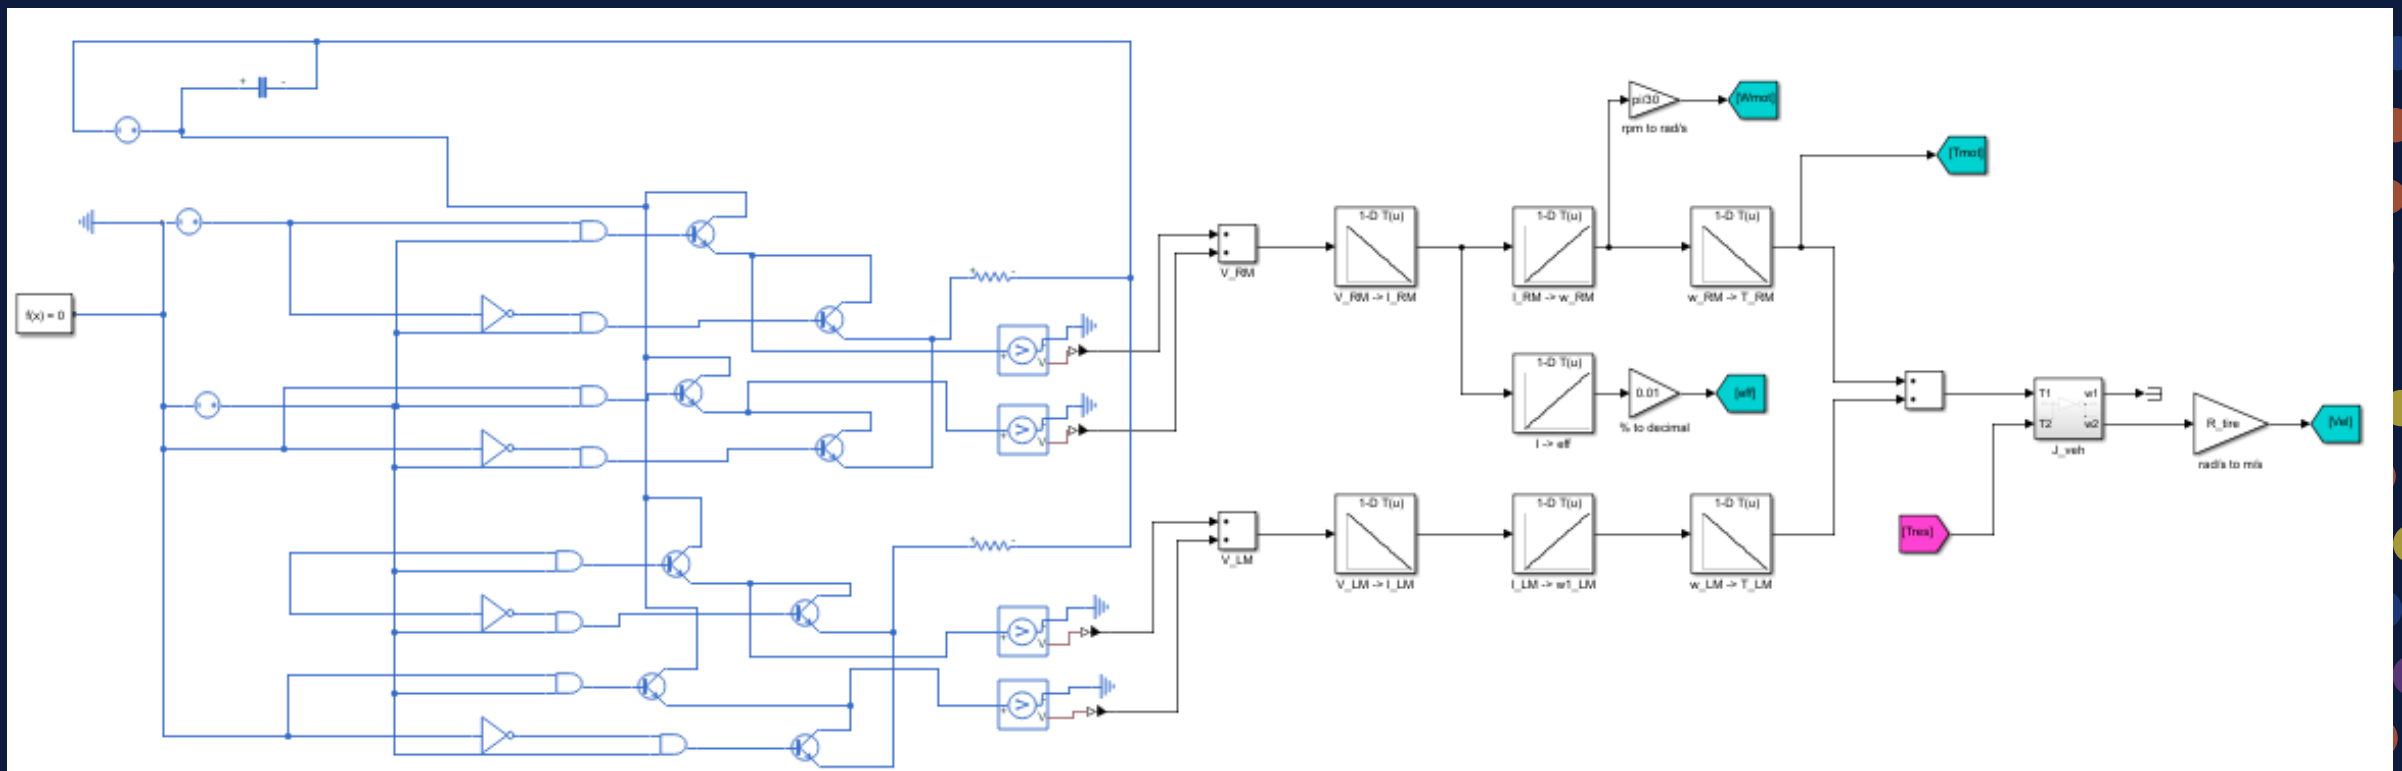 + -
f(x) = 0
+ -
+ -
V
V
V
V
V_RM
V_LM
1-D T(u)
V_RM -> I_RM
1-D T(u)
I_RM -> w_RM
1-D T(u)
w_RM -> T_RM
pi/30
rpm to rad/s
[Wmot]
[Tmot]
1-D T(u)
I -> eff
0.01
% to decimal
[eff]
1-D T(u)
V_LM -> I_LM
1-D T(u)
I_LM -> w1_LM
1-D T(u)
w_LM -> T_LM
T1 w1
T2 w2
J_veh
[Tres]
R_tire
rad/s to m/s
[Vel]